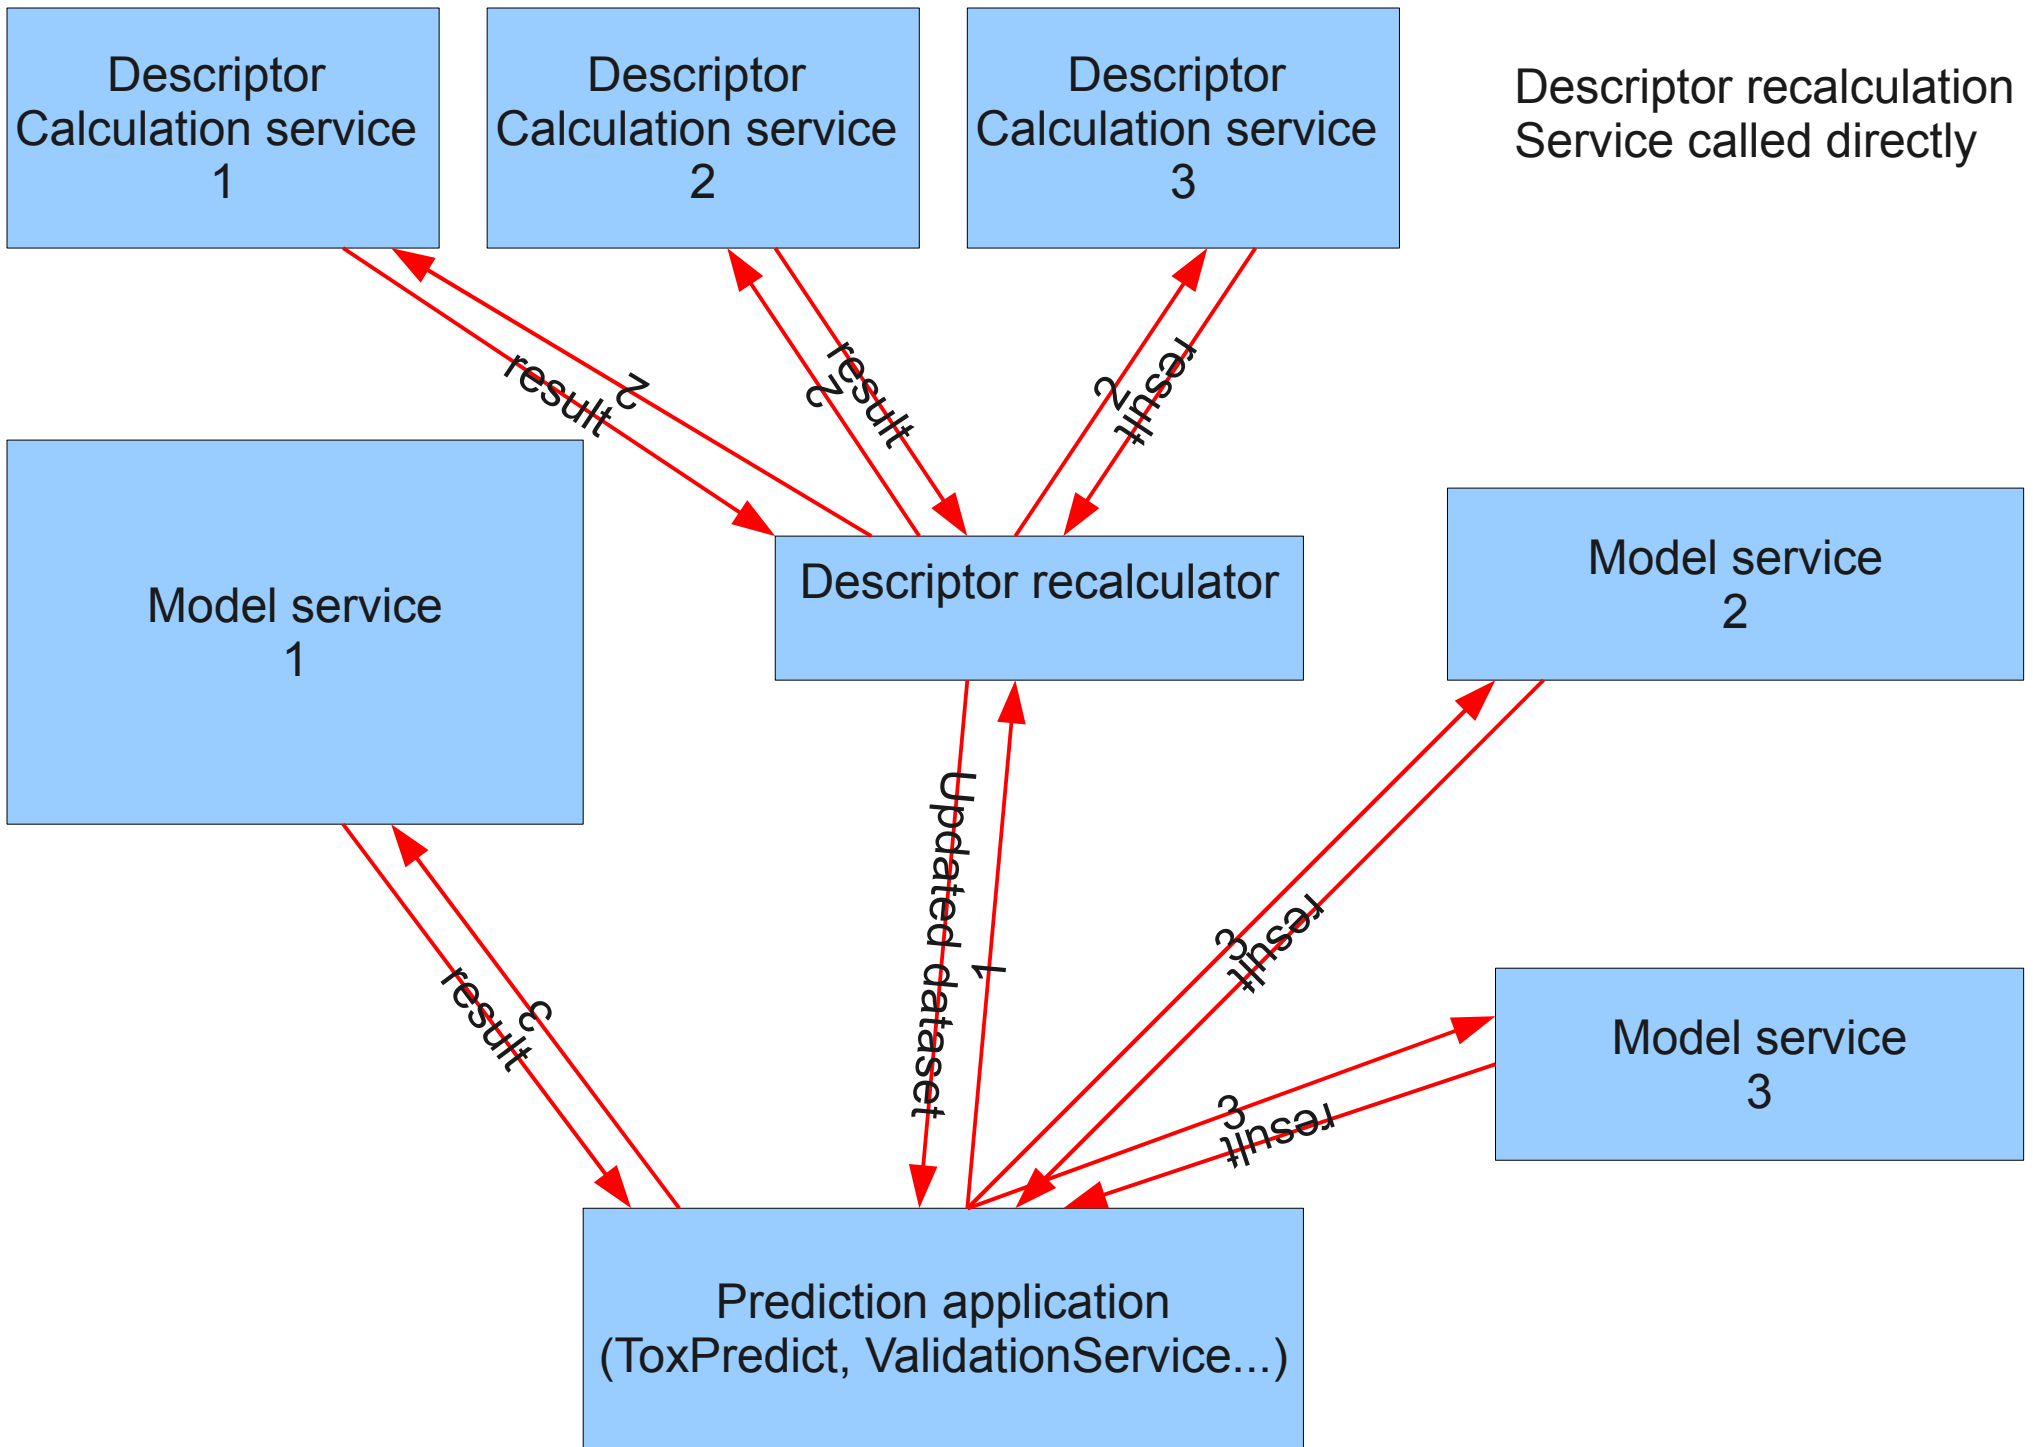 Descriptor
Calculation service
1
Descriptor
Calculation service
2
Descriptor
Calculation service
3
Descriptor recalculation
Service called directly
result
2
result
2
2
result
Model service
1
Descriptor recalculator
Model service
2
Updated dataset
1
result
3
3
result
Model service
3
3
result
Prediction application
(ToxPredict, ValidationService...)